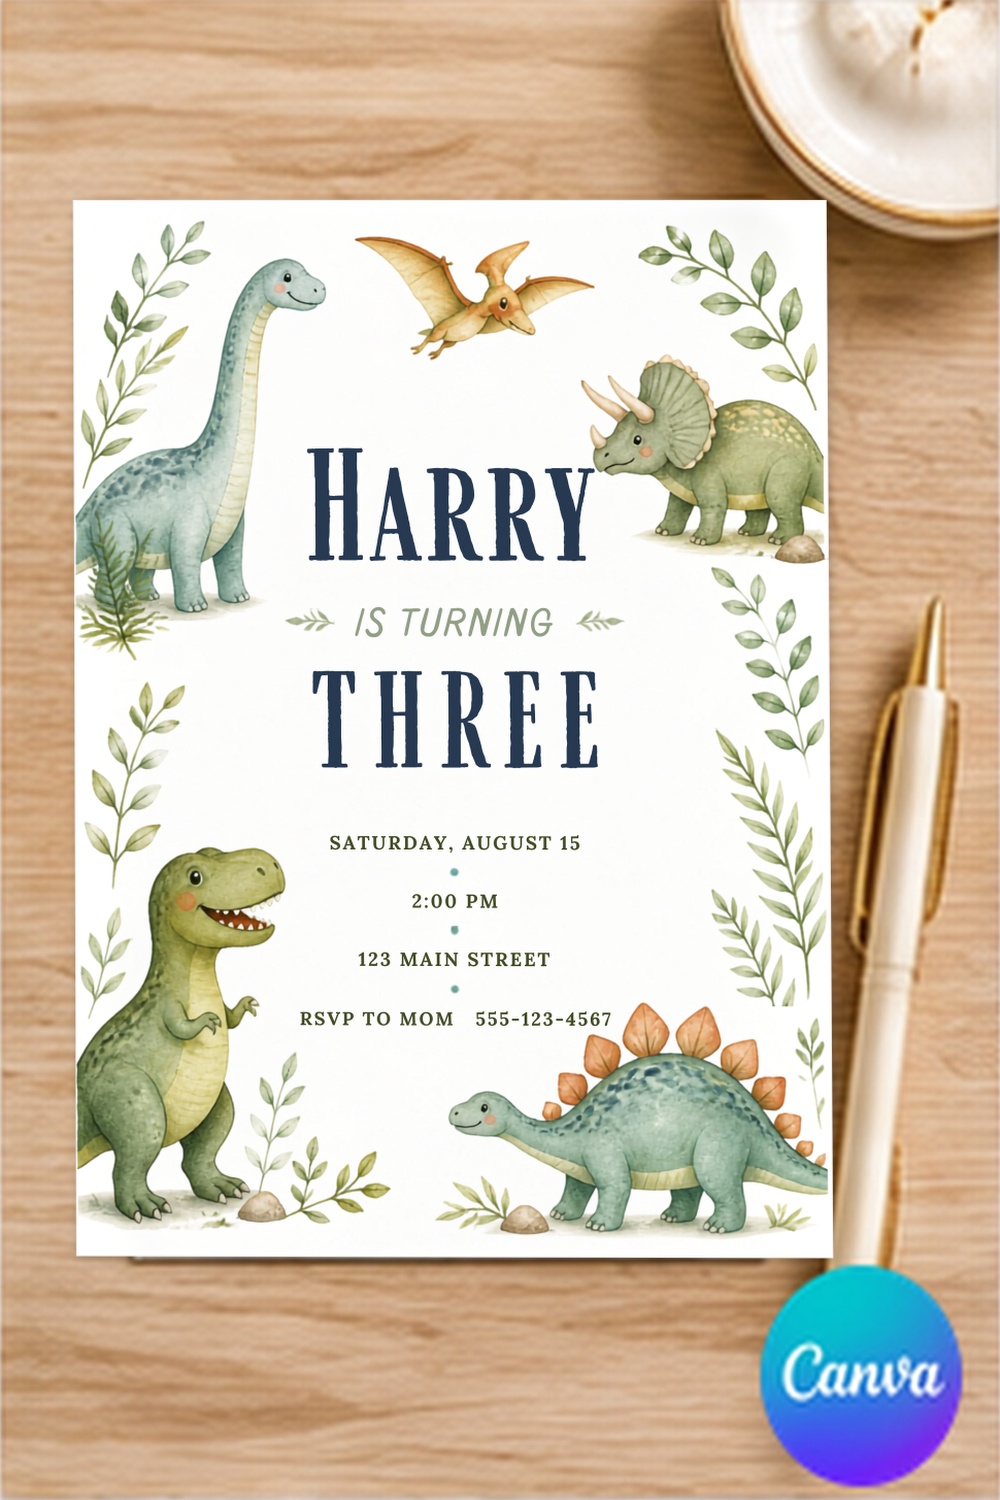 HARRY
IS TURNING
THREE
SATURDAY, AUGUST 15
2:00 PM
123 MAIN STREET
RSVP TO MOM 555-123-4567
Canva